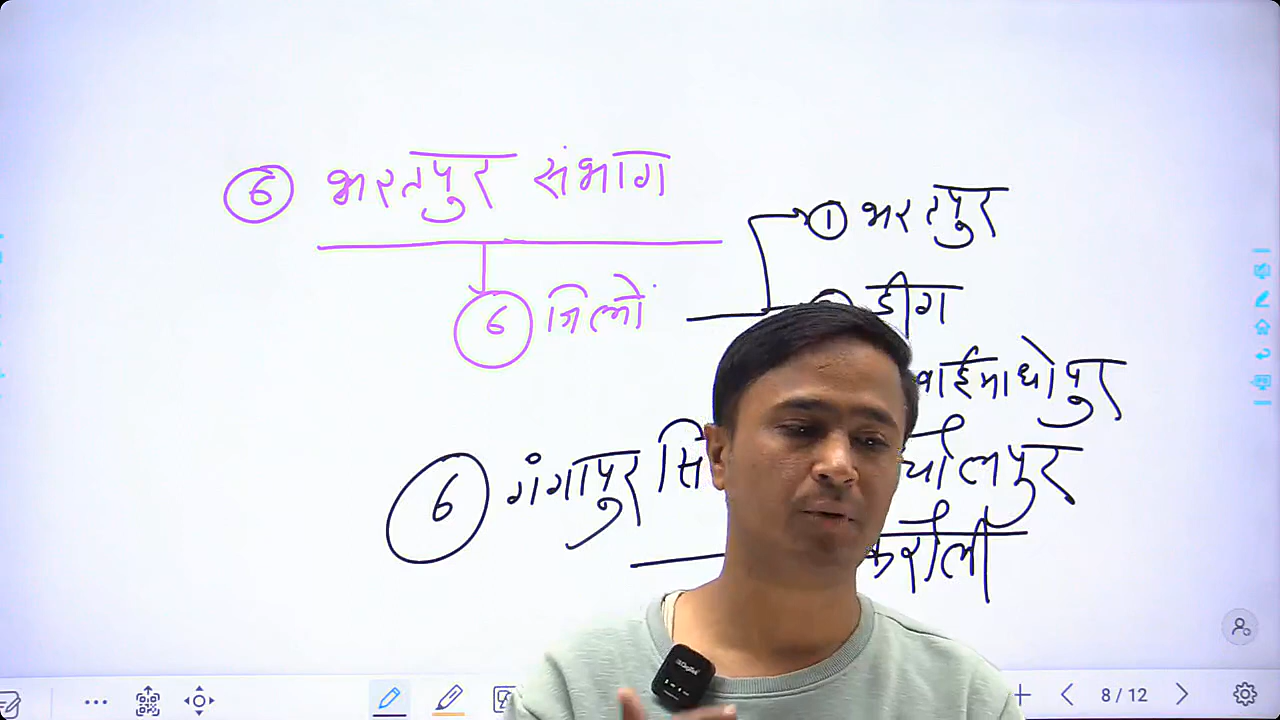 6 भरतपुर संभाग
6 जिलों
1 भरतपुर
डीग
वाईमाधोपुर
धौलपुर
करौली
6 गंगापुर सि
8/12